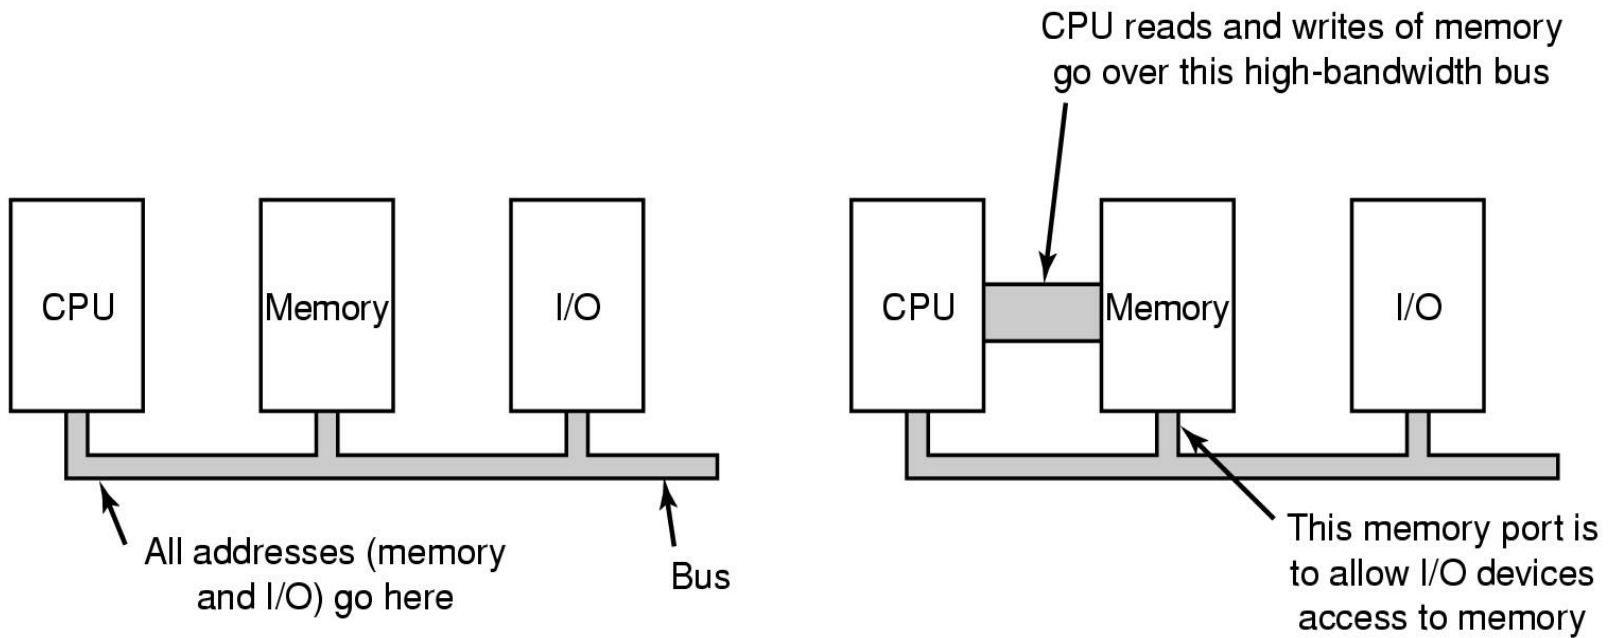 CPU reads and writes of memory
go over this high-bandwidth bus
CPU
Memory
I/O
CPU
Memory
I/O
All addresses (memory
and I/O) go here
Bus
This memory port is
to allow I/O devices
access to memory